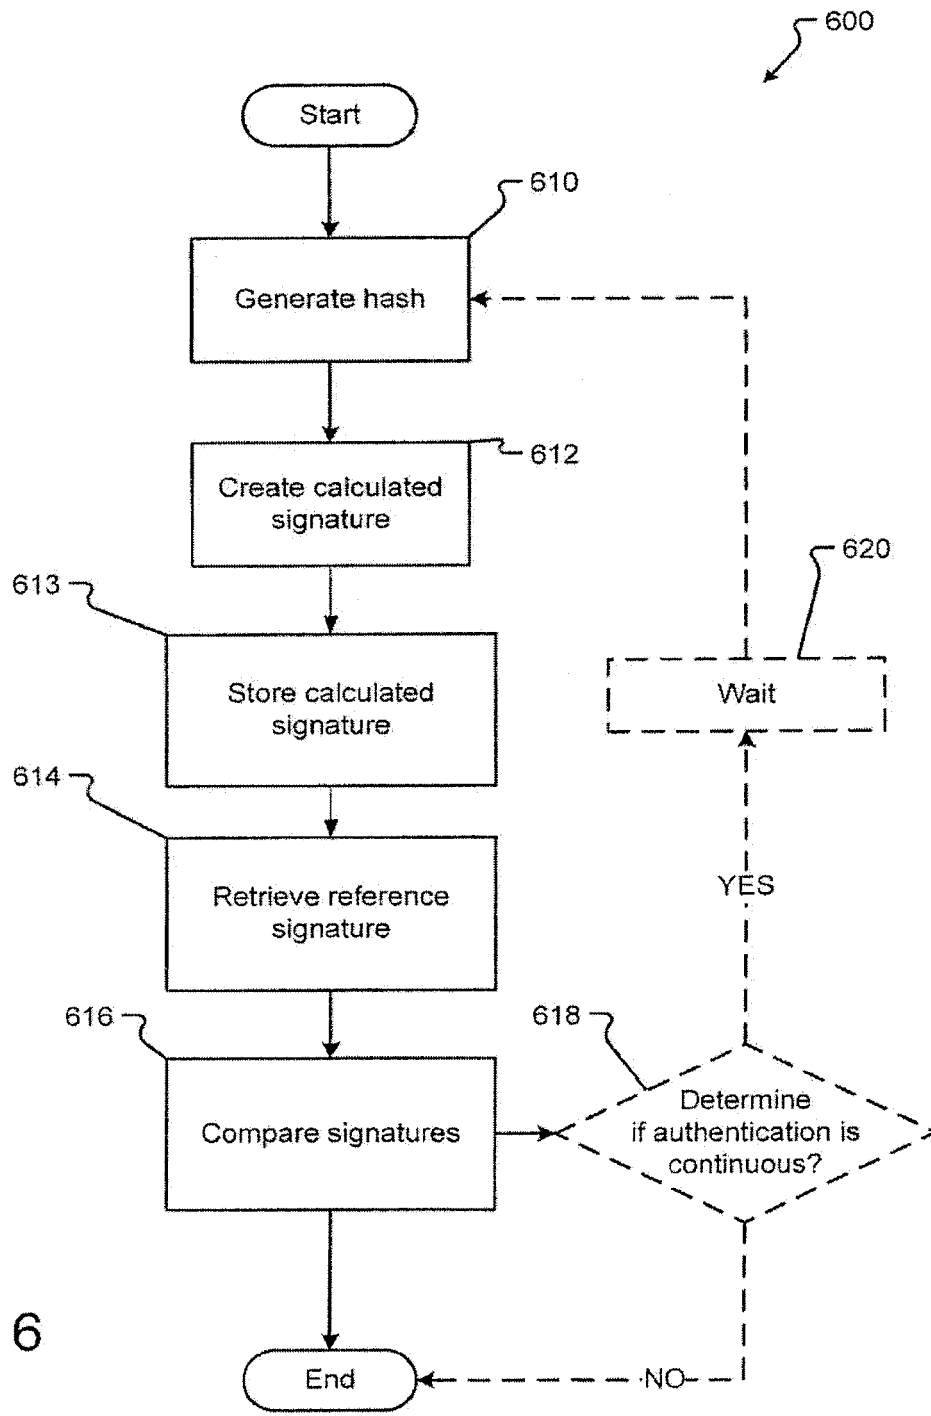 600
Start
610
Generate hash
612
Create calculated
signature
613
620
Store calculated
signature
Wait
614
Retrieve reference
signature
YES
616
618
Compare signatures
Determine
if authentication is
continuous?
6
End
NO